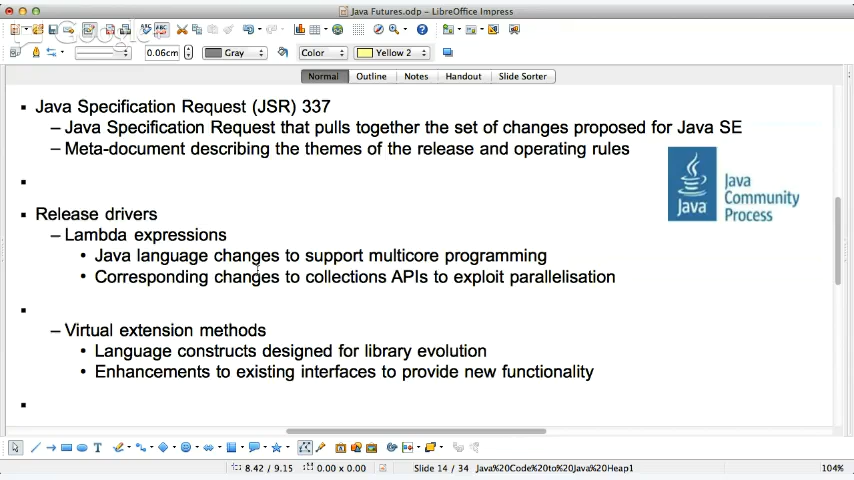 Java Futures.odp - LibreOffice Impress
0.06cm
Gray
Color
Yellow 2
Normal
Outline
Notes
Handout
Slide Sorter
▪ Java Specification Request (JSR) 337
– Java Specification Request that pulls together the set of changes proposed for Java SE
– Meta-document describing the themes of the release and operating rules
Java
Java
Community
Process
▪ Release drivers
– Lambda expressions
• Java language changes to support multicore programming
• Corresponding changes to collections APIs to exploit parallelisation
– Virtual extension methods
• Language constructs designed for library evolution
• Enhancements to existing interfaces to provide new functionality
8.42 / 9.15
0.00 x 0.00
Slide 14 / 34
Java%20Code%20to%20Java%20Heap1
104%